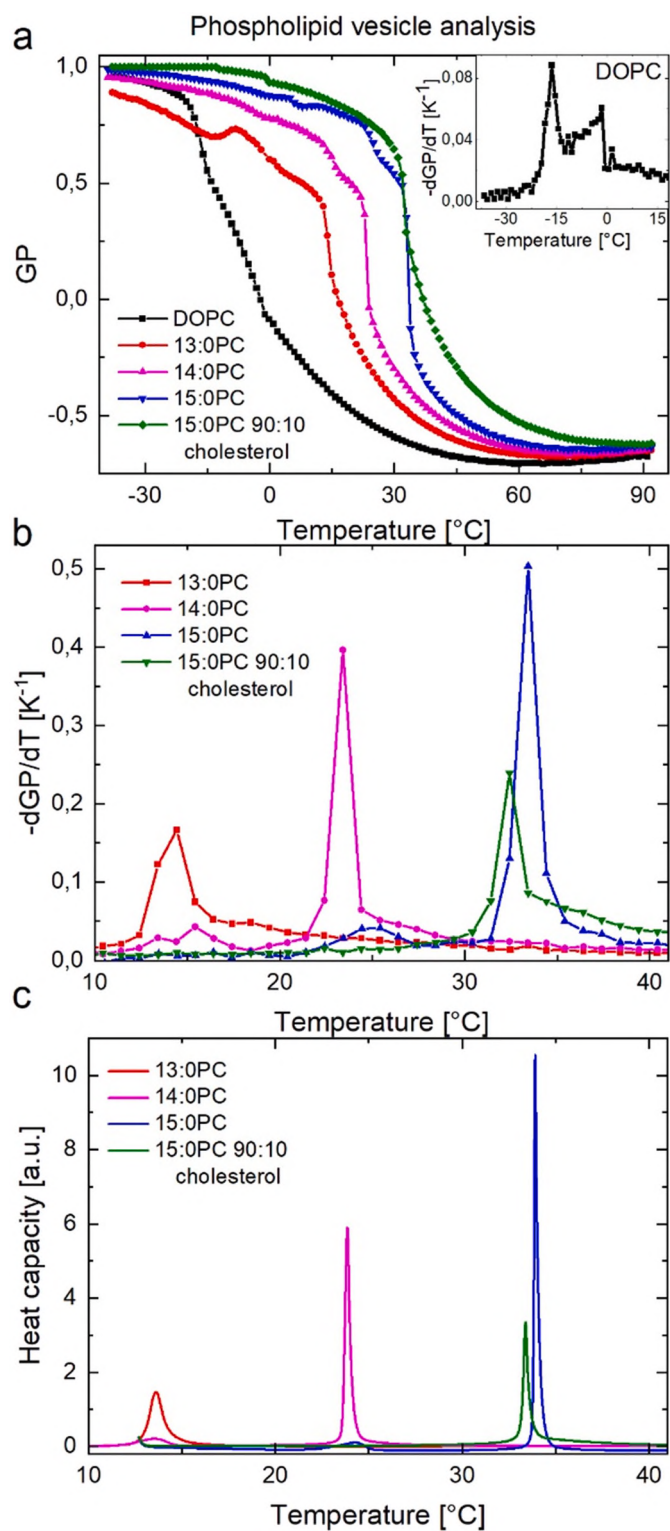 Phospholipid vesicle analysis
a
1,0
0,5
0,0
-0,5
GP
-30
0
30
60
90
Temperature [°C]
DOPC
13:0PC
14:0PC
15:0PC
15:0PC 90:10
cholesterol
DOPC
-dGP/dT [K⁻¹]
0,08
0,04
0,00
-30
-15
0
15
Temperature [°C]
b
0,5
0,4
0,3
0,2
0,1
0,0
-dGP/dT [K⁻¹]
13:0PC
14:0PC
15:0PC
15:0PC 90:10
cholesterol
10
20
30
40
Temperature [°C]
c
10
8
6
4
2
0
Heat capacity [a.u.]
13:0PC
14:0PC
15:0PC
15:0PC 90:10
cholesterol
10
20
30
40
Temperature [°C]